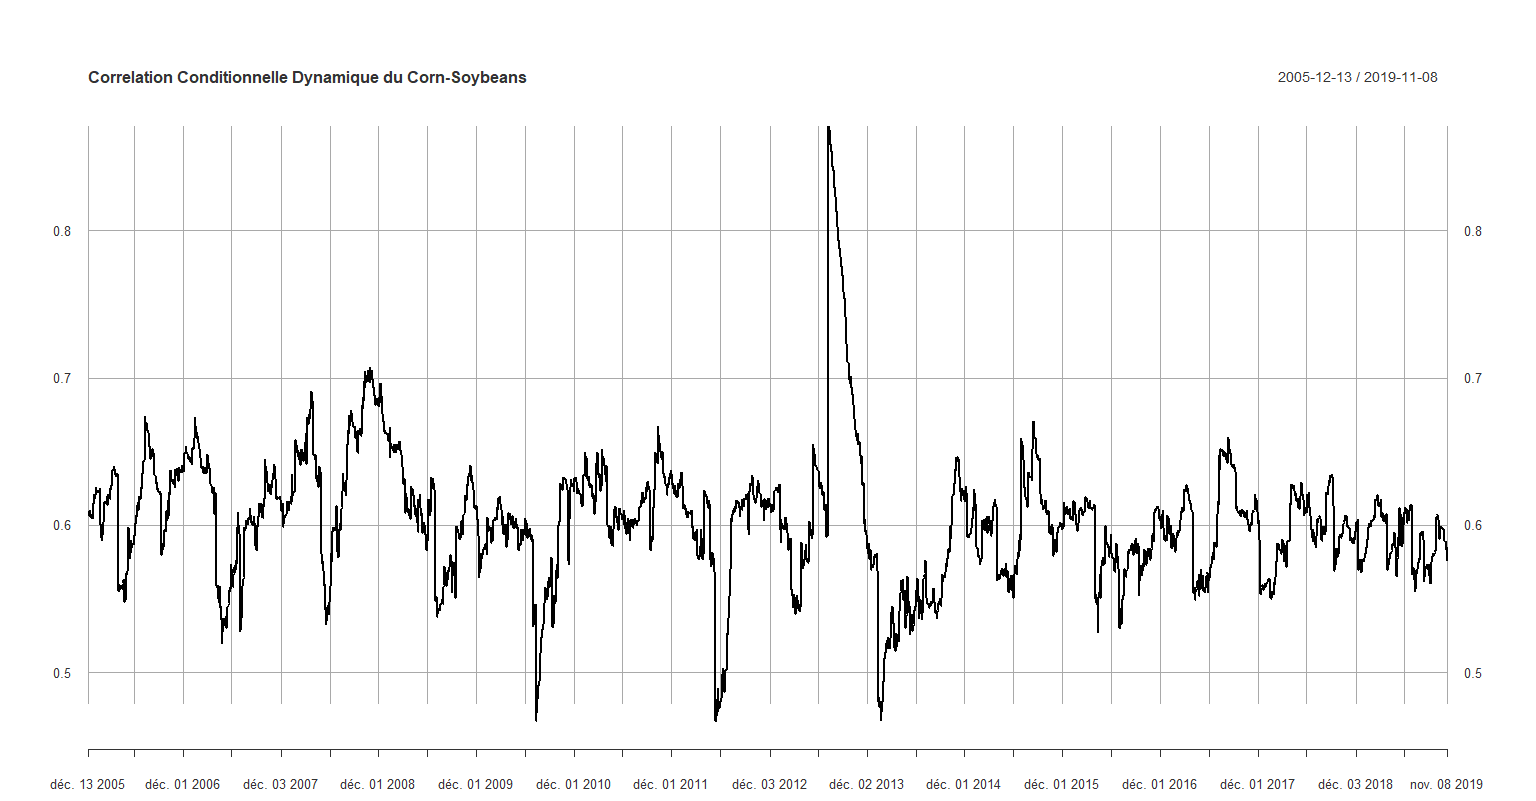 Correlation Conditionnelle Dynamique du Corn-Soybeans
2005-12-13 / 2019-11-08
0.8 0.8
0.7 0.7
0.6 0.6
0.5 0.5
déc. 13 2005 déc. 01 2006 déc. 03 2007 déc. 01 2008 déc. 01 2009 déc. 01 2010 déc. 01 2011 déc. 03 2012 déc. 02 2013 déc. 01 2014 déc. 01 2015 déc. 01 2016 déc. 01 2017 déc. 03 2018 nov. 08 2019